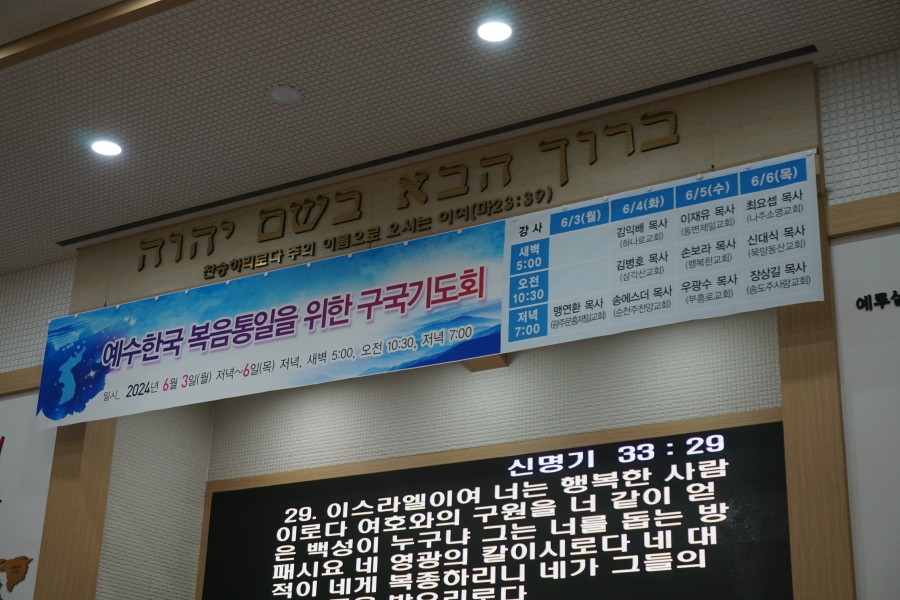 ברוך הבא בשם יהוה
찬송하리로다 주의 이름으로 오시는 이여(마23:39)
예수한국 복음통일을 위한 구국기도회
일시_ 2024년 6월 3일(월) 저녁~6일(목) 저녁, 새벽 5:00, 오전 10:30, 저녁 7:00
강 사 6/3(월) 6/4(화) 6/5(수) 6/6(목)
새벽 5:00 김익배 목사 (하나로교회) 이재유 목사 (동변제일교회) 최요셉 목사 (나주소명교회)
오전 10:30 김병호 목사 (삼각산교회) 손보라 목사 (행복한교회) 신대식 목사 (목양동산교회)
저녁 7:00 맹연환 목사 송에스더 목사 (순천주찬양교회) 우광수 목사 (부흥로교회) 장상길 목사 (송도주사랑교회)
신명기 33:29
29. 이스라엘이여 너는 행복한 사람
이로다 여호와의 구원을 너 같이 얻
은 백성이 누구냐 그는 너를 돕는 방
패시요 네 영광의 칼이시로다 네 대
적이 네게 복종하리니 네가 그들의